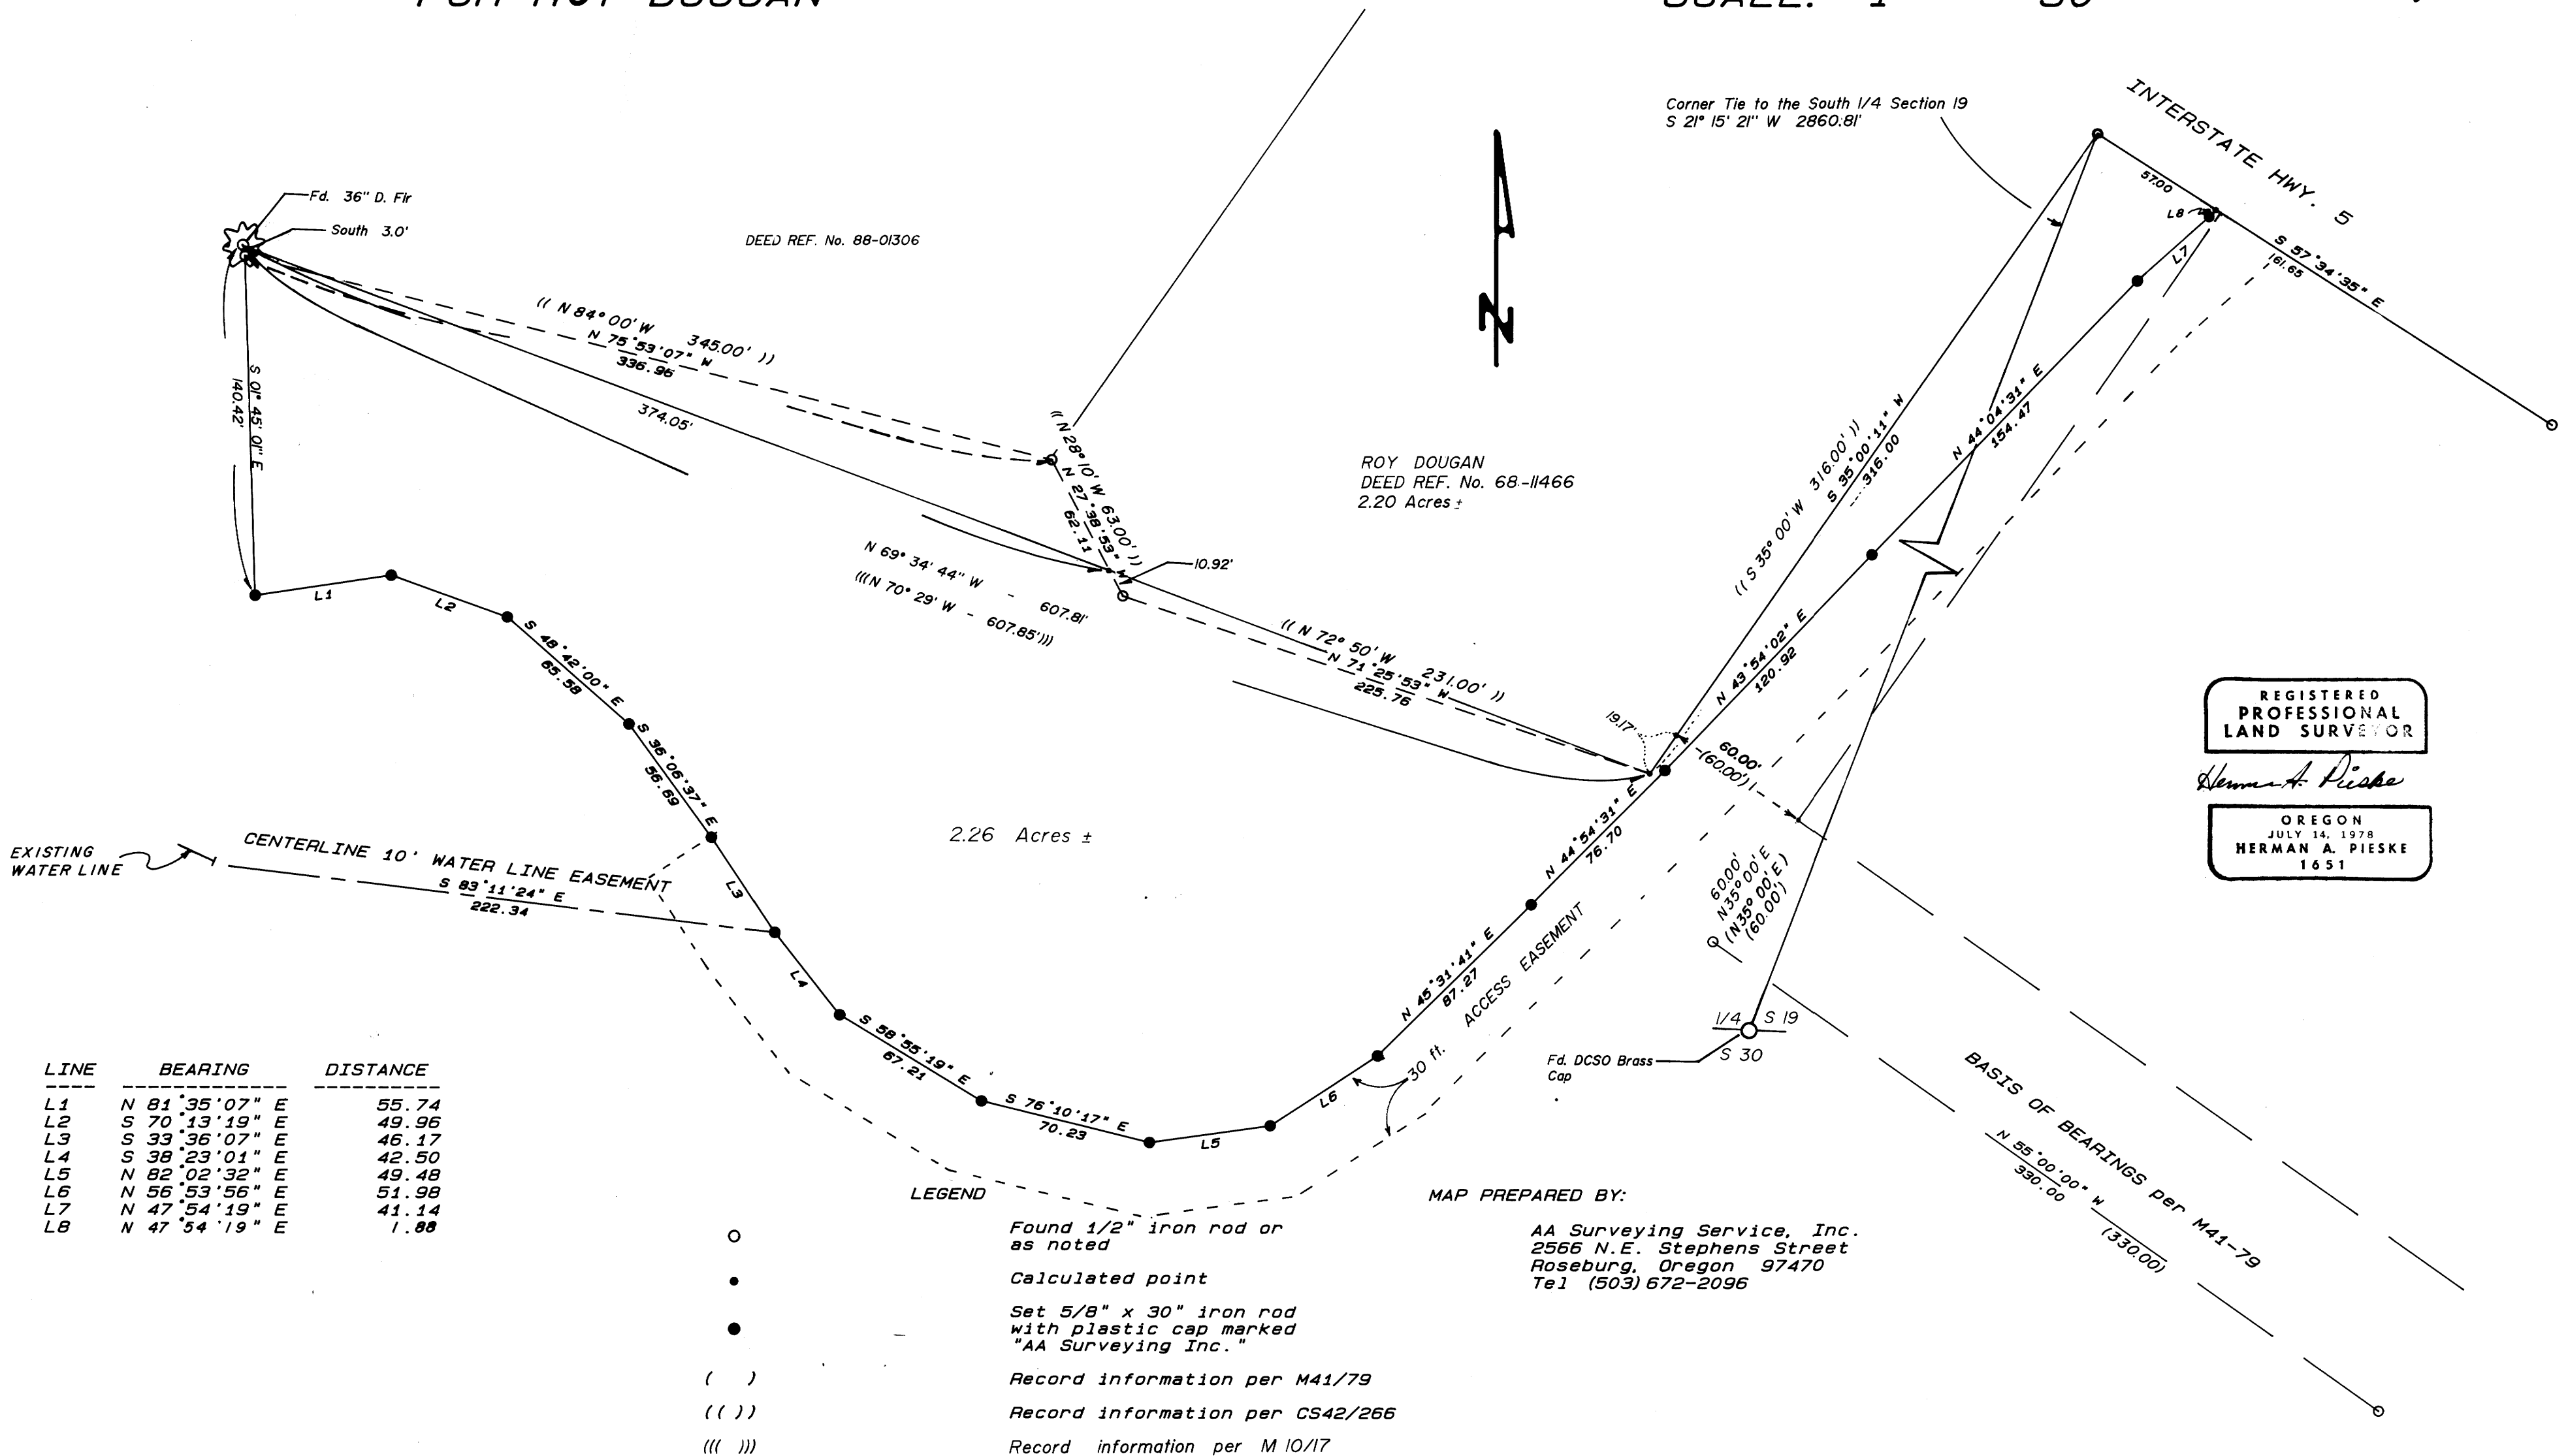 Corner Tie to the South 1/4 Section 19
S 21° 15' 21" W 2860.81'
INTERSTATE HWY. 5
57.00
L8
L7
S 57°34'35" E
161.65
Fd. 36" D. Fir
South 3.0'
DEED REF. No. 88-01306
(( N 84° 00' W 345.00' ))
N 75°53'07" W
336.96
374.05'
S 01° 45' 01" E
140.42'
(( N 28° 10' W 63.00' ))
N 27°38'53" W
62.11
10.92'
N
ROY DOUGAN
DEED REF. No. 68-11466
2.20 Acres ±
(( S 35° 00' W 316.00' ))
S 35°00'11" W
316.00
N 44°04'31" E
154.47
N 69° 34' 44" W - 607.81'
(((N 70° 29' W - 607.85')))
(( N 72° 50' W 231.00' ))
N 71°25'53" W
225.76
N 43°54'02" E
120.92
19.17'
60.00'
(60.00')
L1
L2
S 48°42'00" E
65.58
S 36°06'37" E
56.69
2.26 Acres ±
N 44°54'31" E
76.70
EXISTING
WATER LINE
CENTERLINE 10' WATER LINE EASEMENT
S 83°11'24" E
222.34
L3
L4
S 58°55'19" E
67.21
S 76°10'17" E
70.23
L5
L6
N 45°31'41" E
87.27
30 ft. ACCESS EASEMENT
60.00'
N35°00'E
(N35° 00'E)
(60.00')
1/4 S 19
S 30
Fd. DCSO Brass
Cap
REGISTERED
PROFESSIONAL
LAND SURVEYOR
Herman A. Pieske
OREGON
JULY 14, 1978
HERMAN A. PIESKE
1651
BASIS OF BEARINGS per M41-79
N 55°00'00" W
330.00
(330.00)
LINE BEARING DISTANCE
L1 N 81°35'07" E 55.74
L2 S 70°13'19" E 49.96
L3 S 33°36'07" E 46.17
L4 S 38°23'01" E 42.50
L5 N 82°02'32" E 49.48
L6 N 56°53'56" E 51.98
L7 N 47°54'19" E 41.14
L8 N 47°54'19" E 1.88
LEGEND
Found 1/2" iron rod or
as noted
Calculated point
Set 5/8" x 30" iron rod
with plastic cap marked
"AA Surveying Inc."
( ) Record information per M41/79
(( )) Record information per CS42/266
((( ))) Record information per M 10/17
MAP PREPARED BY:
AA Surveying Service, Inc.
2566 N.E. Stephens Street
Roseburg, Oregon 97470
Tel (503) 672-2096